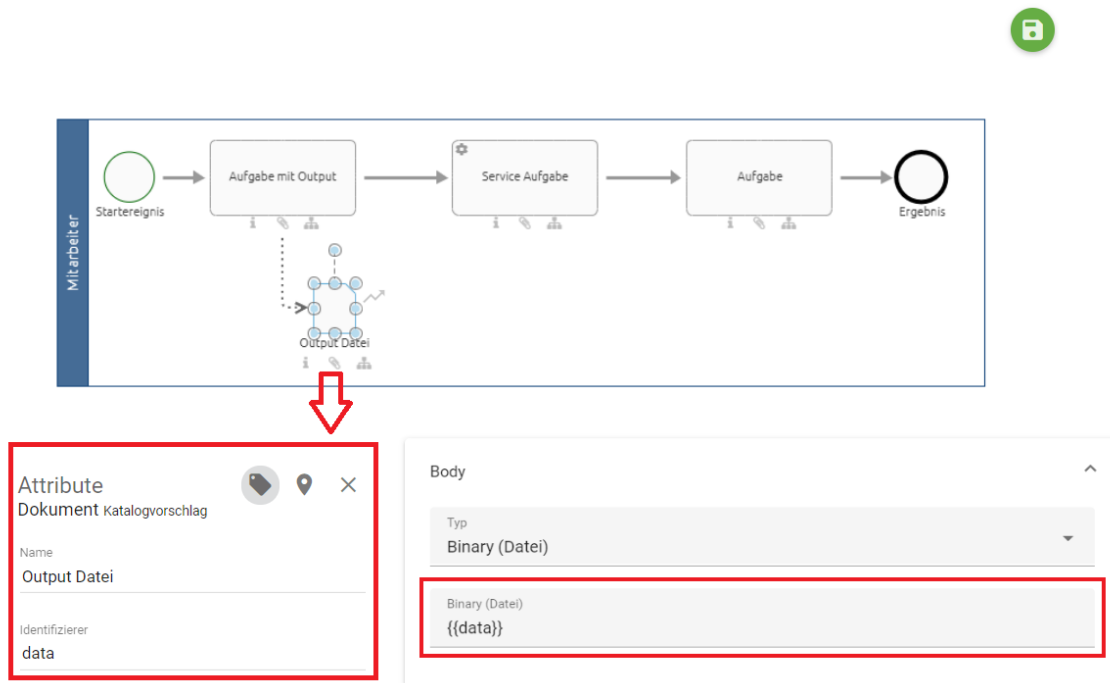 Mitarbeiter
Startereignis
Aufgabe mit Output
Service Aufgabe
Aufgabe
Ergebnis
Output Datei
Attribute
Dokument Katalogvorschlag
Name
Output Datei
Identifizierer
data
Body
Typ
Binary (Datei)
Binary (Datei)
{{data}}